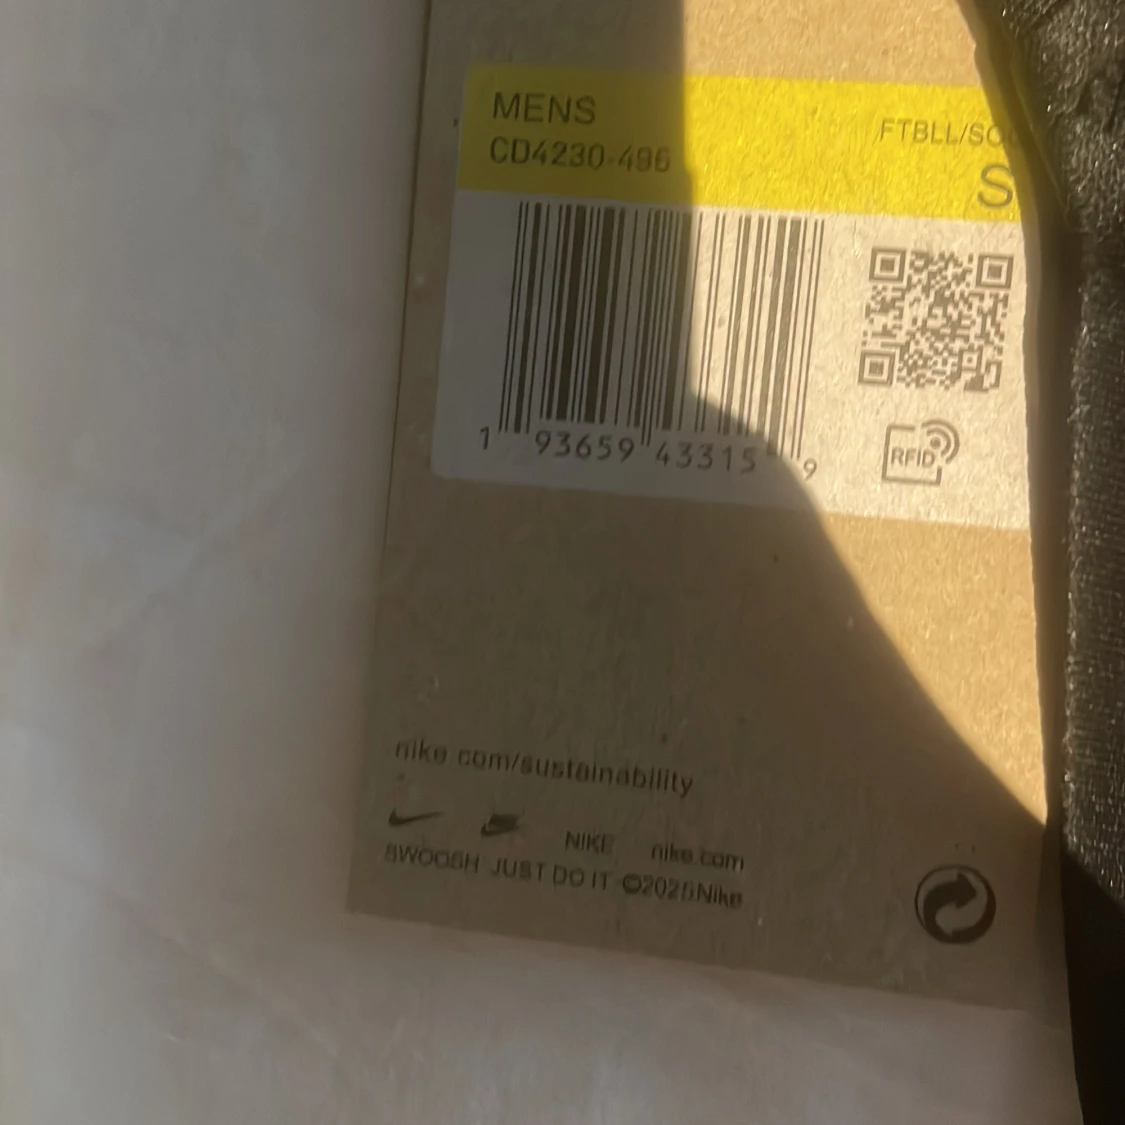 MENS
CD4230-496
FTBLL/SO
S
1 93659 43315 9
RFID
nike.com/sustainability
NIKE nike.com
SWOOSH JUST DO IT ©2025Nike